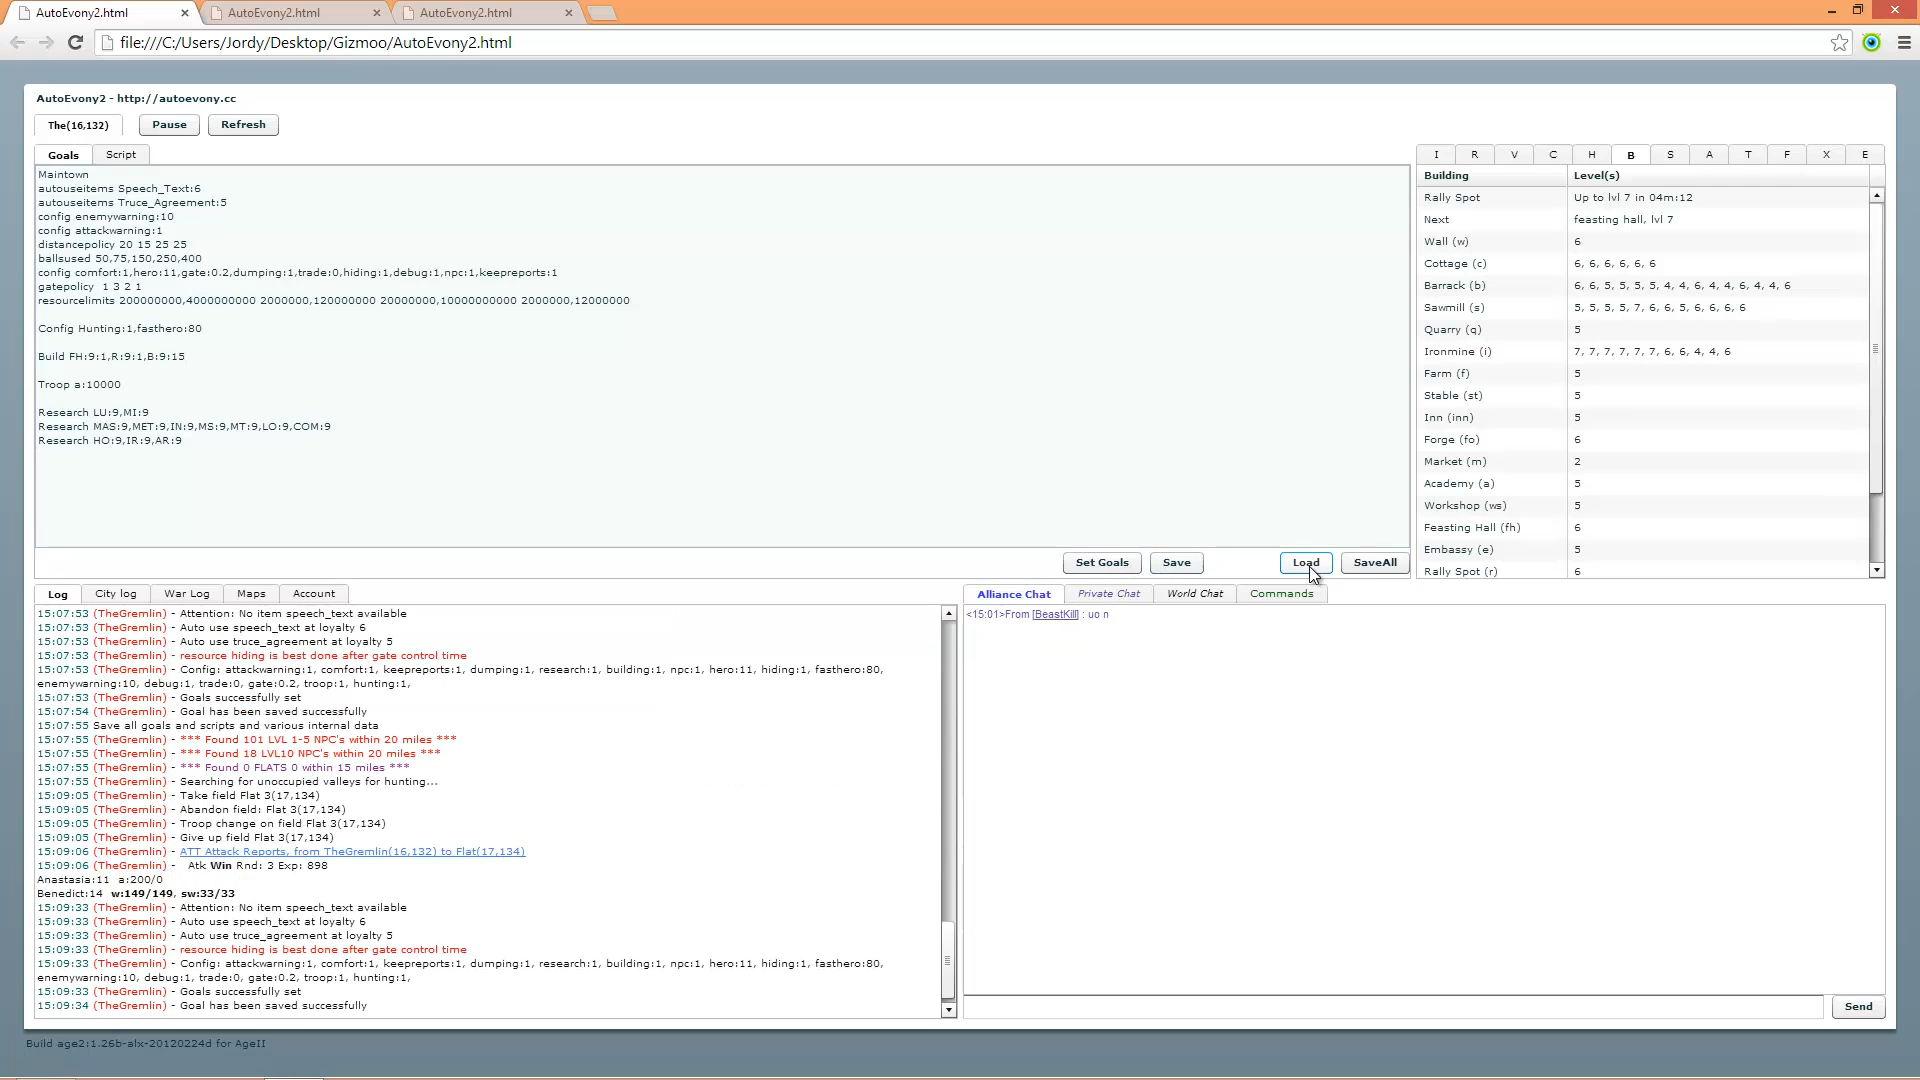 AutoEvony2.html
AutoEvony2.html
AutoEvony2.html
file:///C:/Users/Jordy/Desktop/Gizmoo/AutoEvony2.html
AutoEvony2 - http://autoevony.cc
The(16,132)
Pause
Refresh
Goals
Script
Maintown
autouseitems Speech_Text:6
autouseitems Truce_Agreement:5
config enemywarning:10
config attackwarning:1
distancepolicy 20 15 25 25
ballsused 50,75,150,250,400
config comfort:1,hero:11,gate:0.2,dumping:1,trade:0,hiding:1,debug:1,npc:1,keepreports:1
gatepolicy  1 3 2 1
resourcelimits 200000000,4000000000 2000000,120000000 20000000,10000000000 2000000,12000000
Config Hunting:1,fasthero:80
Build FH:9:1,R:9:1,B:9:15
Troop a:10000
Research LU:9,MI:9
Research MAS:9,MET:9,IN:9,MS:9,MT:9,LO:9,COM:9
Research HO:9,IR:9,AR:9
Set Goals
Save
Load
SaveAll
I R V C H B S A T F X E
Building Level(s)
Rally Spot Up to lvl 7 in 04m:12
Next feasting hall, lvl 7
Wall (w) 6
Cottage (c) 6, 6, 6, 6, 6, 6
Barrack (b) 6, 6, 5, 5, 5, 5, 4, 4, 6, 4, 4, 6, 4, 4, 6
Sawmill (s) 5, 5, 5, 5, 7, 6, 6, 5, 6, 6, 6, 6
Quarry (q) 5
Ironmine (i) 7, 7, 7, 7, 7, 7, 6, 6, 4, 4, 6
Farm (f) 5
Stable (st) 5
Inn (inn) 5
Forge (fo) 6
Market (m) 2
Academy (a) 5
Workshop (ws) 5
Feasting Hall (fh) 6
Embassy (e) 5
Rally Spot (r) 6
Log
City log
War Log
Maps
Account
15:07:53 (TheGremlin) - Attention: No item speech_text available
15:07:53 (TheGremlin) - Auto use speech_text at loyalty 6
15:07:53 (TheGremlin) - Auto use truce_agreement at loyalty 5
15:07:53 (TheGremlin) - resource hiding is best done after gate control time
15:07:53 (TheGremlin) - Config: attackwarning:1, comfort:1, keepreports:1, dumping:1, research:1, building:1, npc:1, hero:11, hiding:1, fasthero:80,
enemywarning:10, debug:1, trade:0, gate:0.2, troop:1, hunting:1,
15:07:53 (TheGremlin) - Goals successfully set
15:07:54 (TheGremlin) - Goal has been saved successfully
15:07:55 Save all goals and scripts and various internal data
15:07:55 (TheGremlin) - *** Found 101 LVL 1-5 NPC's within 20 miles ***
15:07:55 (TheGremlin) - *** Found 18 LVL10 NPC's within 20 miles ***
15:07:55 (TheGremlin) - *** Found 0 FLATS 0 within 15 miles ***
15:07:55 (TheGremlin) - Searching for unoccupied valleys for hunting...
15:09:05 (TheGremlin) - Take field Flat 3(17,134)
15:09:05 (TheGremlin) - Abandon field: Flat 3(17,134)
15:09:05 (TheGremlin) - Troop change on field Flat 3(17,134)
15:09:05 (TheGremlin) - Give up field Flat 3(17,134)
15:09:06 (TheGremlin) - ATT Attack Reports, from TheGremlin(16,132) to Flat(17,134)
15:09:06 (TheGremlin) -   Atk Win Rnd: 3 Exp: 898
Anastasia:11  a:200/0
Benedict:14  w:149/149, sw:33/33
15:09:33 (TheGremlin) - Attention: No item speech_text available
15:09:33 (TheGremlin) - Auto use speech_text at loyalty 6
15:09:33 (TheGremlin) - Auto use truce_agreement at loyalty 5
15:09:33 (TheGremlin) - resource hiding is best done after gate control time
15:09:33 (TheGremlin) - Config: attackwarning:1, comfort:1, keepreports:1, dumping:1, research:1, building:1, npc:1, hero:11, hiding:1, fasthero:80,
enemywarning:10, debug:1, trade:0, gate:0.2, troop:1, hunting:1,
15:09:33 (TheGremlin) - Goals successfully set
15:09:34 (TheGremlin) - Goal has been saved successfully
Alliance Chat
Private Chat
World Chat
Commands
<15:01>From [BeastKill] : uo n
Send
Build age2:1.26b-alx-20120224d for AgeII